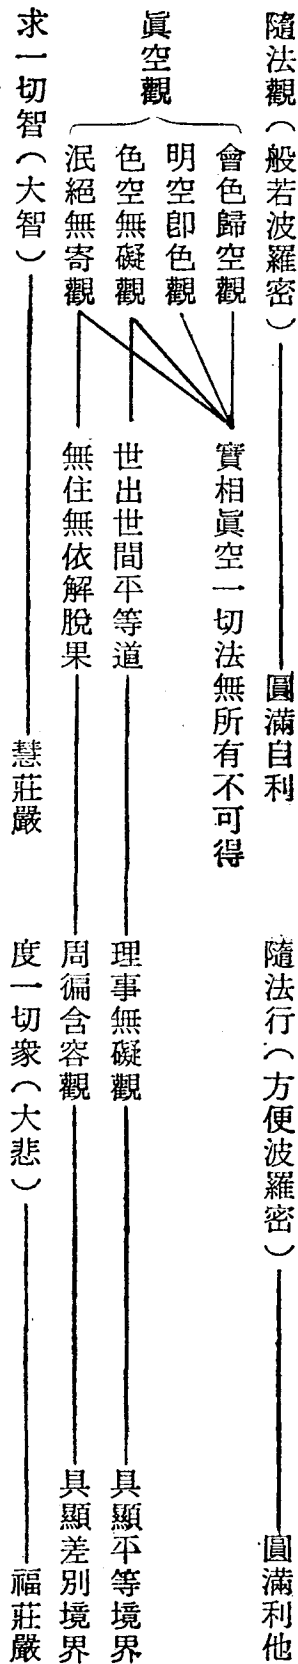 隨法觀（般若波羅密）——圓滿自利　隨法行（方便波羅密）——圓滿利他
眞空觀
會色歸空觀
明空卽色觀
色空無礙觀
泯絕無寄觀
實相眞空一切法無所有不可得
世出世間平等道——理事無礙觀——具顯平等境界
無住無依解脫果——周徧含容觀——具顯差別境界
求一切智（大智）——慧莊嚴　度一切衆（大悲）——福莊嚴